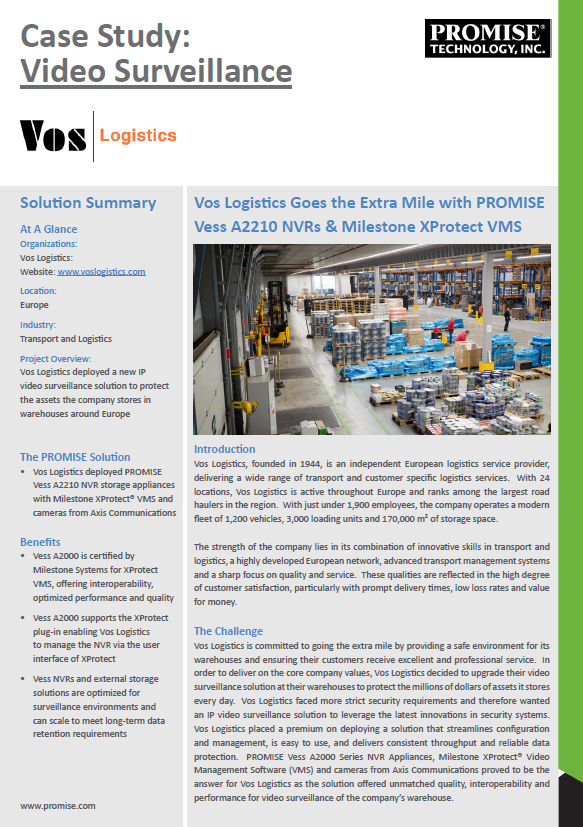 Case Study:
Video Surveillance
PROMISE®
TECHNOLOGY, INC.
Vos Logistics
Solution Summary
At A Glance
Organizations:
Vos Logistics:
Website: www.voslogistics.com
Location:
Europe
Industry:
Transport and Logistics
Project Overview:
Vos Logistics deployed a new IP
video surveillance solution to protect
the assets the company stores in
warehouses around Europe
The PROMISE Solution
• Vos Logistics deployed PROMISE
Vess A2210 NVR storage appliances
with Milestone XProtect® VMS and
cameras from Axis Communications
Benefits
• Vess A2000 is certified by
Milestone Systems for XProtect
VMS, offering interoperability,
optimized performance and quality
• Vess A2000 supports the XProtect
plug-in enabling Vos Logistics
to manage the NVR via the user
interface of XProtect
• Vess NVRs and external storage
solutions are optimized for
surveillance environments and
can scale to meet long-term data
retention requirements
www.promise.com
Vos Logistics Goes the Extra Mile with PROMISE
Vess A2210 NVRs & Milestone XProtect VMS
Introduction
Vos Logistics, founded in 1944, is an independent European logistics service provider,
delivering a wide range of transport and customer specific logistics services. With 24
locations, Vos Logistics is active throughout Europe and ranks among the largest road
haulers in the region. With just under 1,900 employees, the company operates a modern
fleet of 1,200 vehicles, 3,000 loading units and 170,000 m² of storage space.
The strength of the company lies in its combination of innovative skills in transport and
logistics, a highly developed European network, advanced transport management systems
and a sharp focus on quality and service. These qualities are reflected in the high degree
of customer satisfaction, particularly with prompt delivery times, low loss rates and value
for money.
The Challenge
Vos Logistics is committed to going the extra mile by providing a safe environment for its
warehouses and ensuring their customers receive excellent and professional service. In
order to deliver on the core company values, Vos Logistics decided to upgrade their video
surveillance solution at their warehouses to protect the millions of dollars of assets it stores
every day. Vos Logistics faced more strict security requirements and therefore wanted
an IP video surveillance solution to leverage the latest innovations in security systems.
Vos Logistics placed a premium on deploying a solution that streamlines configuration
and management, is easy to use, and delivers consistent throughput and reliable data
protection. PROMISE Vess A2000 Series NVR Appliances, Milestone XProtect® Video
Management Software (VMS) and cameras from Axis Communications proved to be the
answer for Vos Logistics as the solution offered unmatched quality, interoperability and
performance for video surveillance of the company's warehouse.